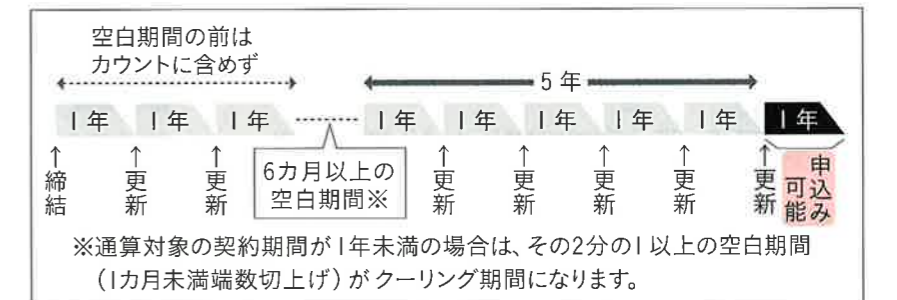 空白期間の前は
カウントに含めず
5年
1年 1年 1年 1年 1年 1年 1年 1年 1年
6カ月以上の
空白期間※
締結
更新
更新
更新
更新
更新
更新
更新
申込み
可能
※通算対象の契約期間が1年未満の場合は、その2分の1以上の空白期間
(1カ月未満端数切上げ)がクーリング期間になります。